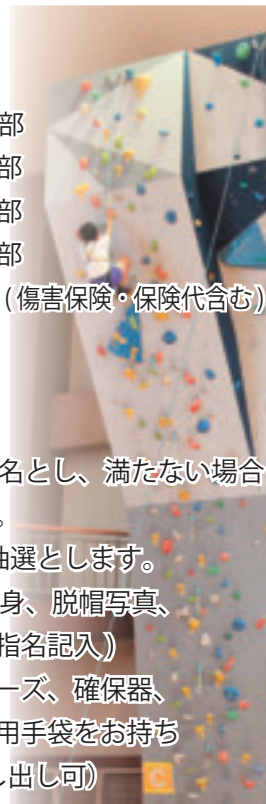 部
部
部
部
(傷害保険・保険代含む)
名とし、満たない場合
。
抽選とします。
身、脱帽写真、
指名記入)
ーズ、確保器、
用手袋をお持ち
し出し可)
C